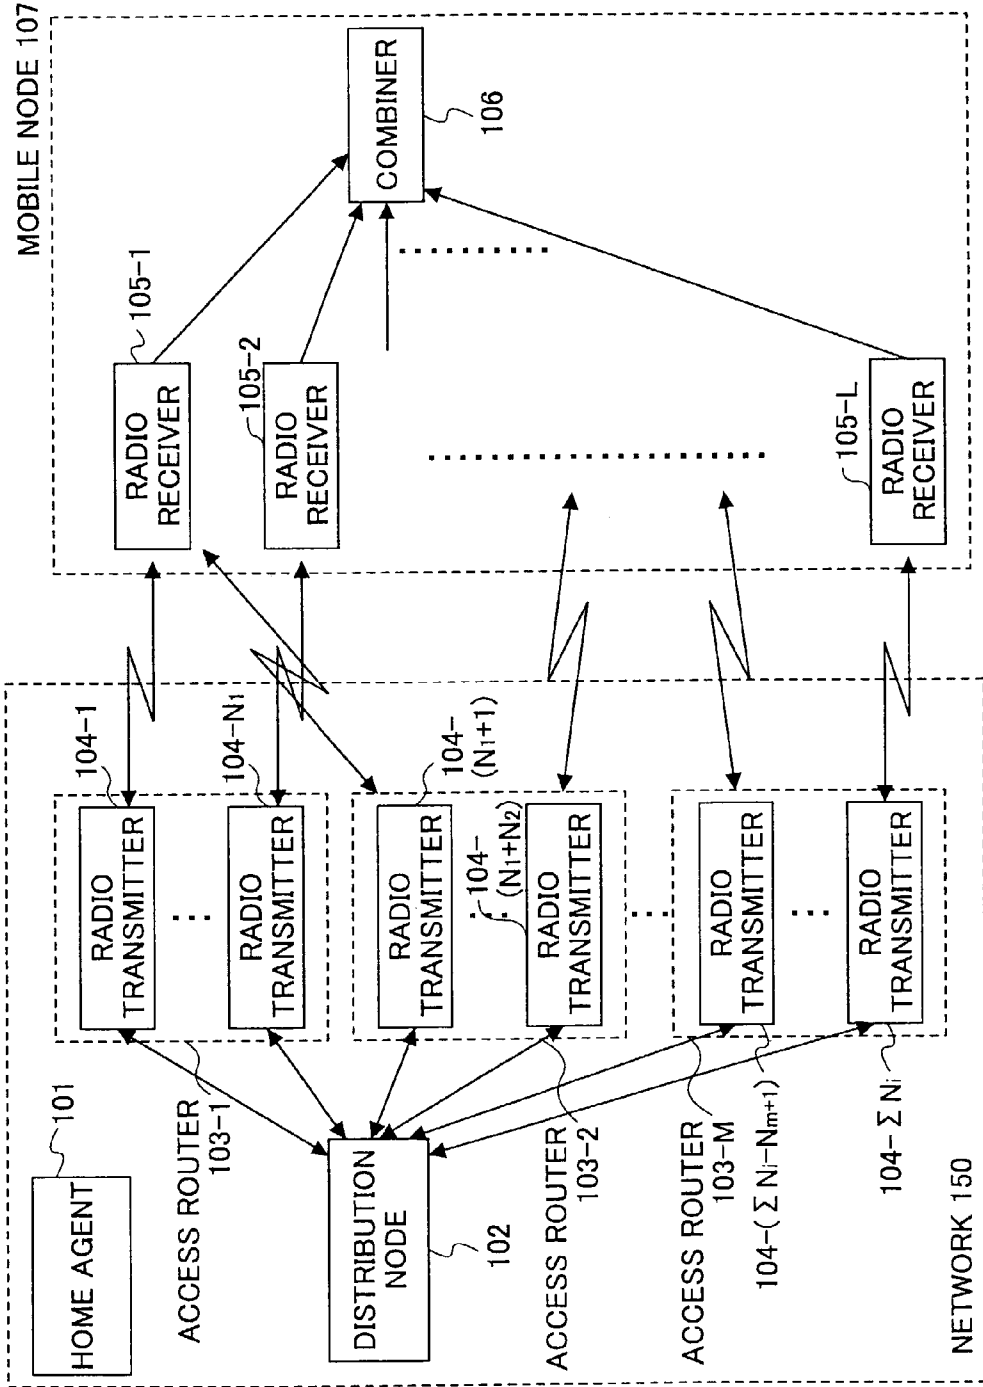 MOBILE NODE 107
COMBINER
106
105-1
RADIO
RECEIVER
105-2
RADIO
RECEIVER
105-L
RADIO
RECEIVER
104-1
RADIO
TRANSMITTER
104-N1
RADIO
TRANSMITTER
104-
(N1+1)
RADIO
TRANSMITTER
104-
(N1+N2)
RADIO
TRANSMITTER
RADIO
TRANSMITTER
RADIO
TRANSMITTER
101
HOME AGENT
ACCESS ROUTER
103-1
DISTRIBUTION
NODE
102
ACCESS ROUTER
103-2
ACCESS ROUTER
103-M
104-(Σ Ni-Nm+1)
104-Σ Ni
NETWORK 150